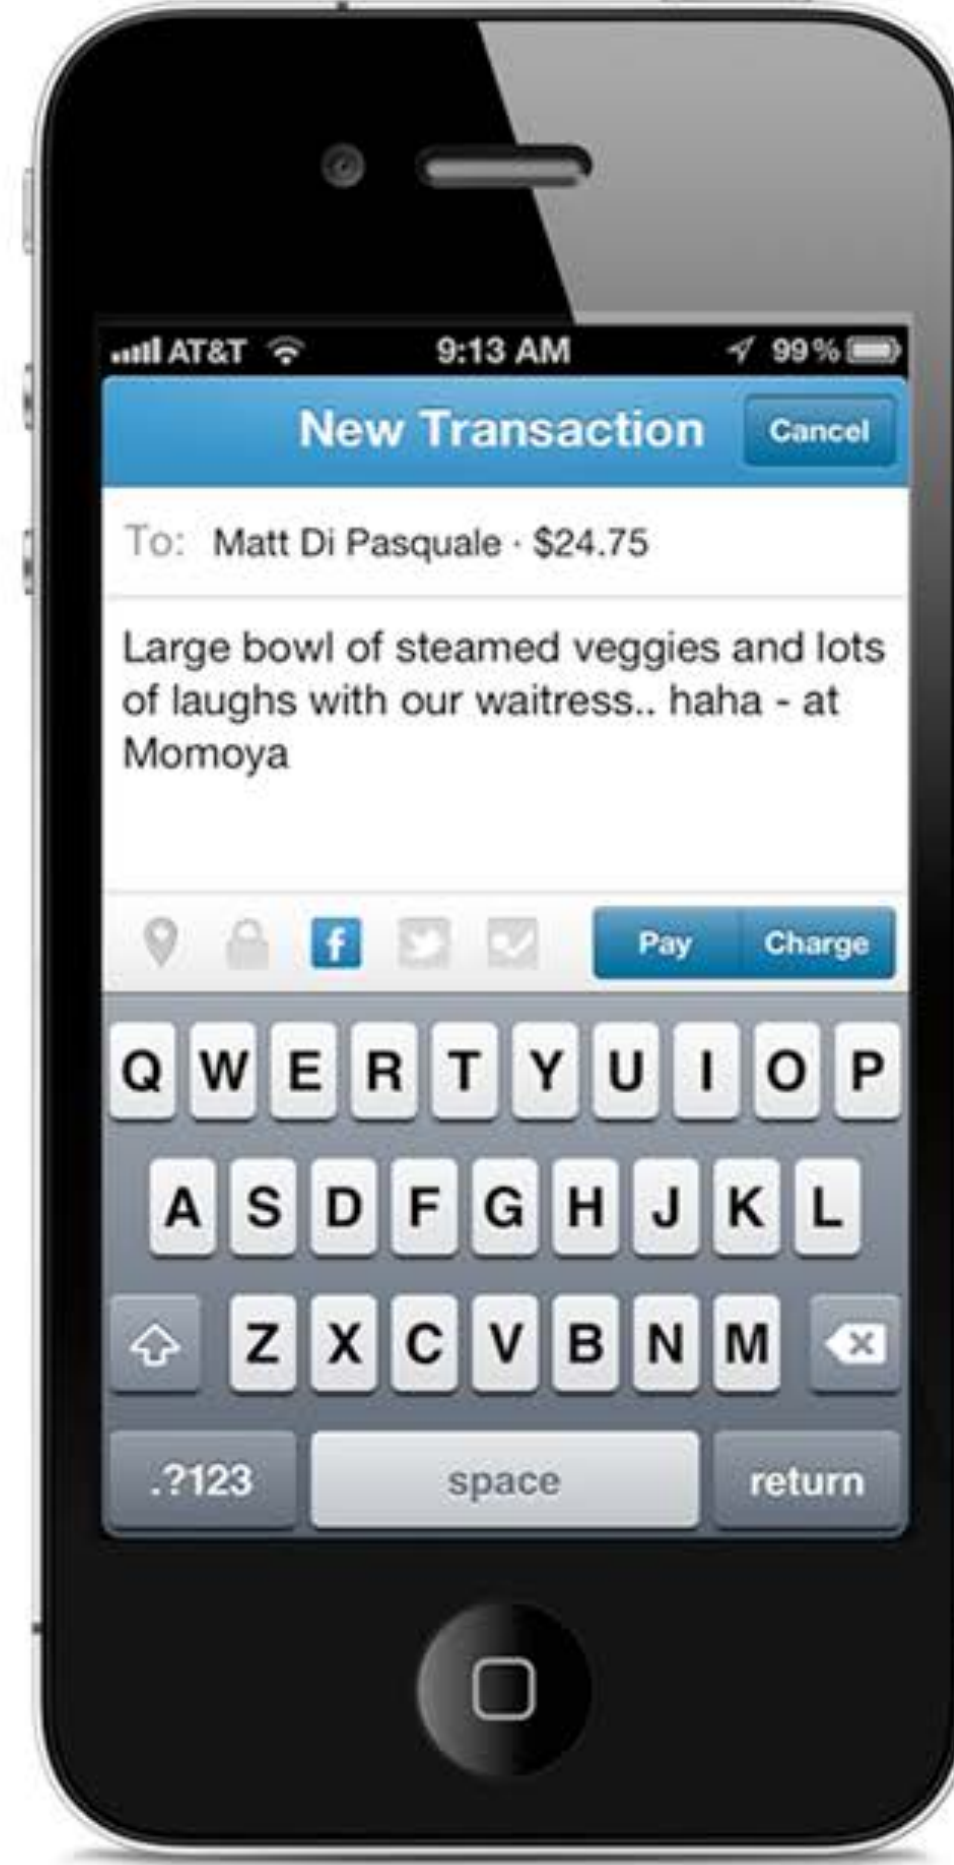 AT&T 9:13 AM 99%
New Transaction Cancel
To: Matt Di Pasquale · $24.75
Large bowl of steamed veggies and lots
of laughs with our waitress.. haha - at
Momoya
f Pay Charge
Q W E R T Y U I O P
A S D F G H J K L
Z X C V B N M
.?123 space return